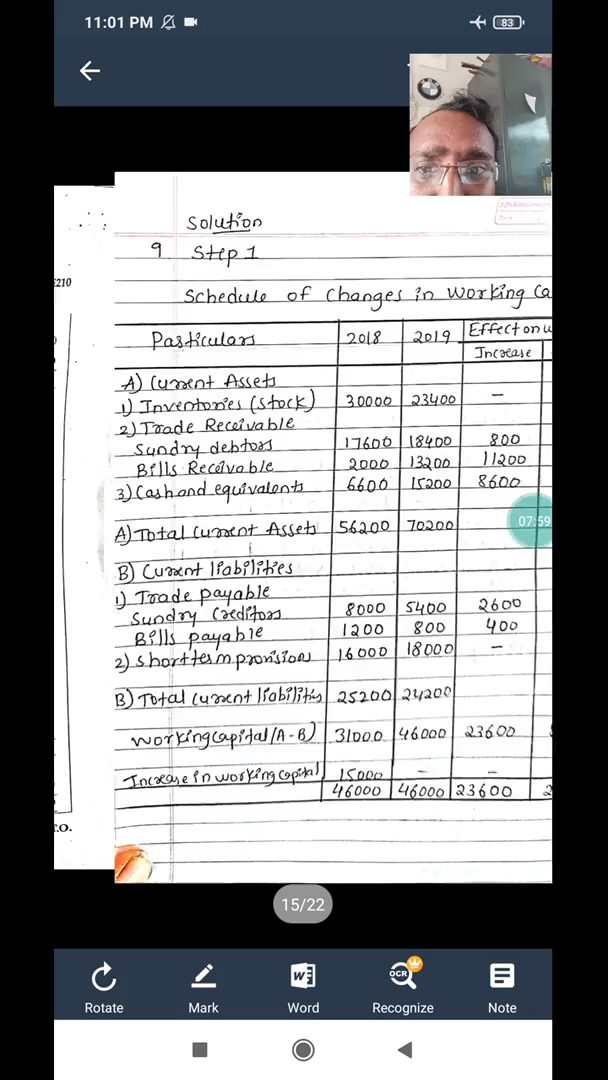 11:01 PM 83
Solution
9 Step 1
E210
Schedule of Changes in Working Ca
Particulars 2018 2019 Effect on w
Increase
A) Current Assets
1) Inventories (Stock) 30000 23400 -
2) Trade Receivable
Sundry debtors 17600 18400 800
Bills Receivable 2000 13200 11200
3) Cash and equivalents 6600 15200 8600
07:59
A) Total Current Assets 56200 70200
B) Current liabilities
1) Trade payable
Sundry Creditors 8000 5400 2600
Bills payable 1200 800 400
2) Short term provision 16000 18000 -
B) Total Current liabilities 25200 24200
Working capital (A-B) 31000 46000 23600
Increase in working capital 15000 - -
46000 46000 23600 2
T.O.
15/22
Rotate Mark Word Recognize Note
OCR